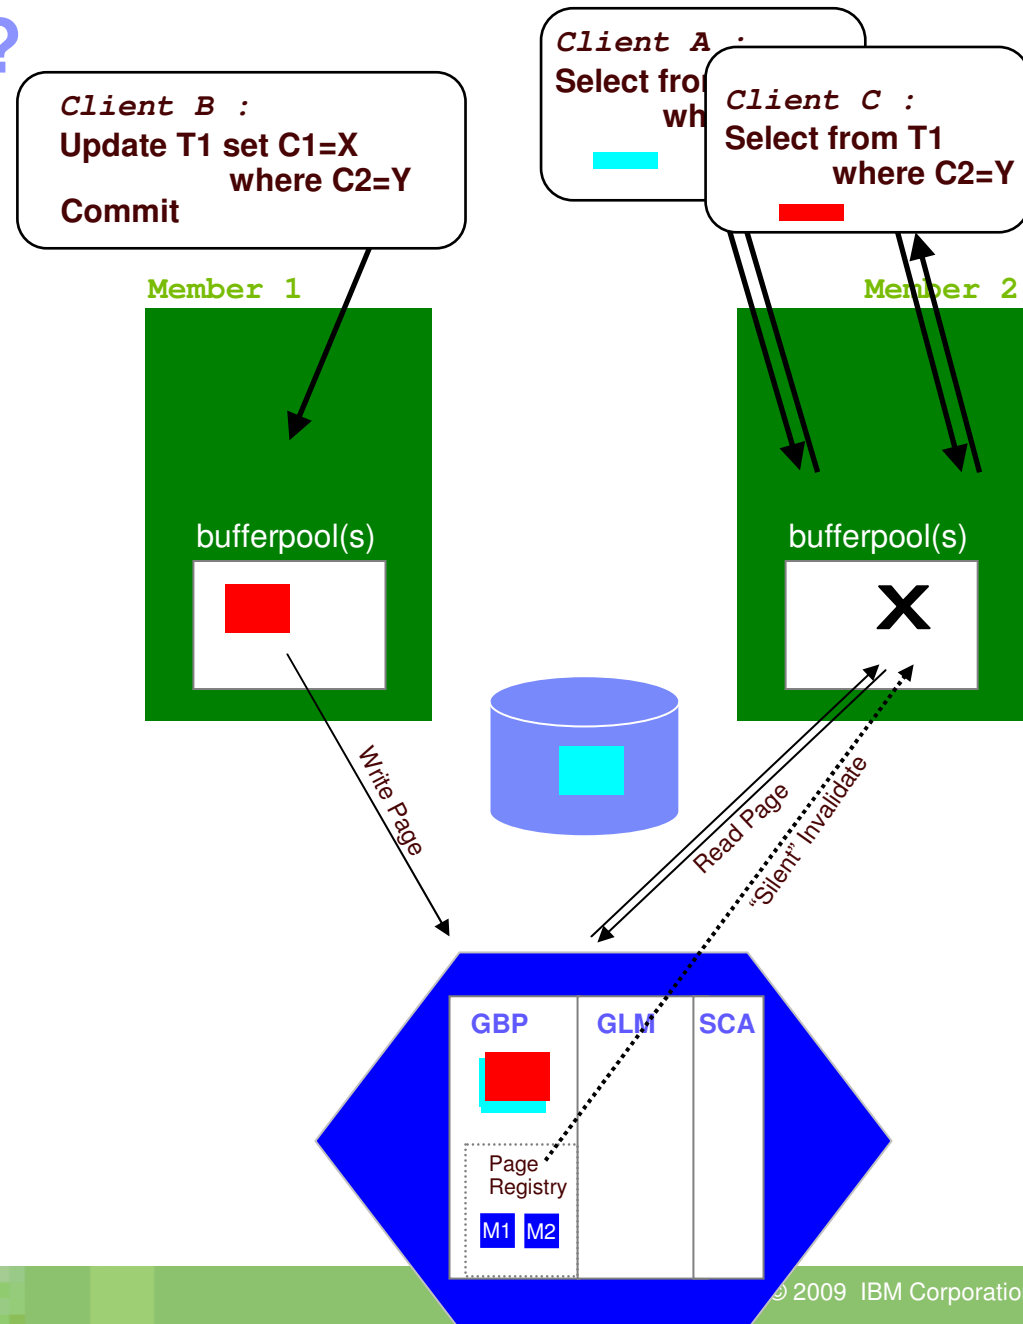 ?
Client B :
Update T1 set C1=X
where C2=Y
Commit
Client A :
Select fro
wh
Client C :
Select from T1
where C2=Y
Member 1
Member 2
bufferpool(s)
bufferpool(s)
X
Write Page
Read Page
“Silent” Invalidate
GBP
GLM
SCA
Page
Registry
M1
M2
© 2009 IBM Corporatio